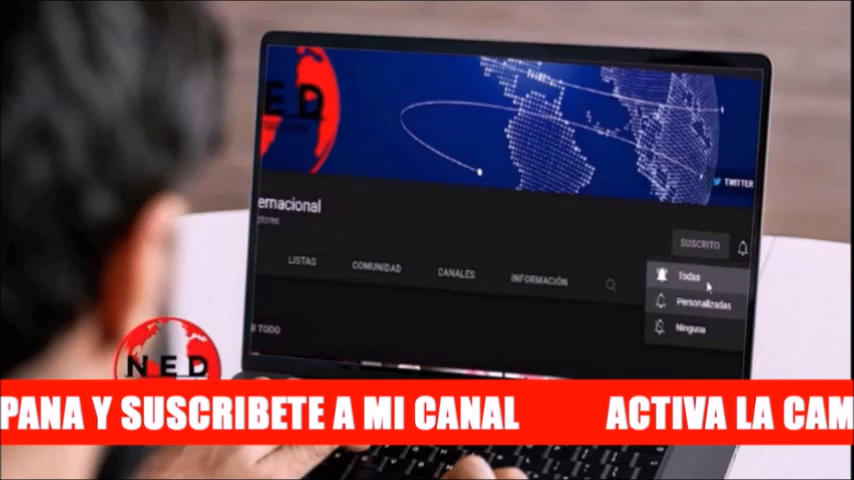 NED
TWITTER
ernacional
SUSCRITO
LISTAS
COMUNIDAD
CANALES
INFORMACIÓN
Todas
Personalizadas
Ninguna
R TODO
NED
PANA Y SUSCRIBETE A MI CANAL ACTIVA LA CAM